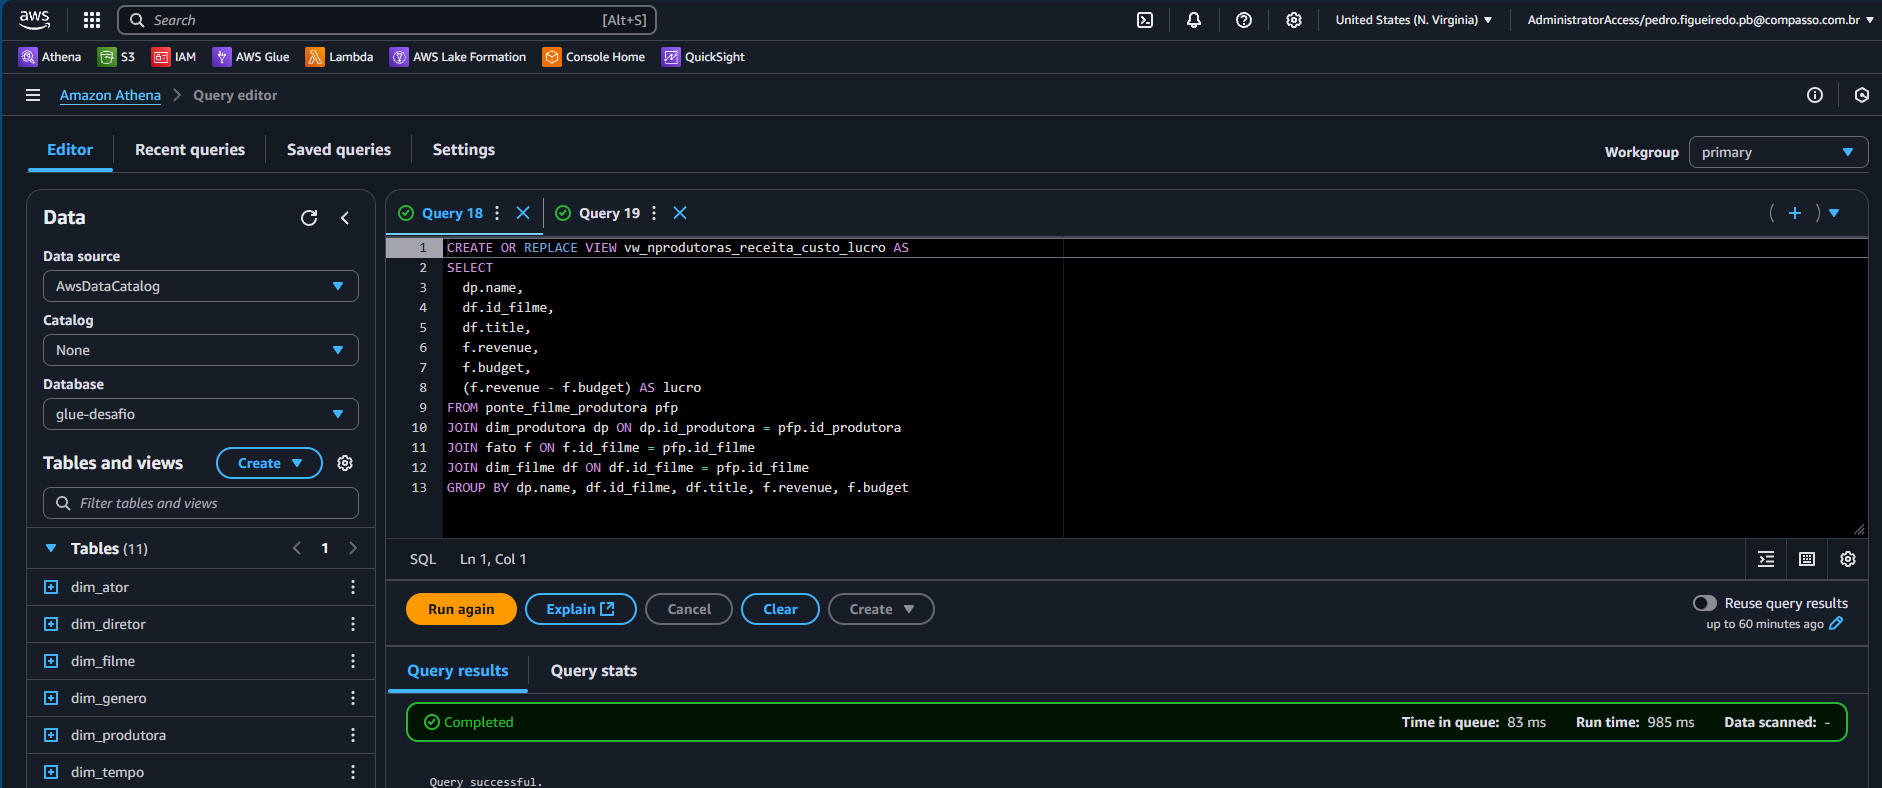 aws
Search [Alt+S]
United States (N. Virginia) ▼
AdministratorAccess/pedro.figueiredo.pb@compasso.com.br ▼
Athena S3 IAM AWS Glue Lambda AWS Lake Formation Console Home QuickSight
Amazon Athena > Query editor
Editor Recent queries Saved queries Settings
Workgroup primary
Data
Data source
AwsDataCatalog
Catalog
None
Database
glue-desafio
Tables and views Create
Filter tables and views
Tables (11) < 1 >
dim_ator
dim_diretor
dim_filme
dim_genero
dim_produtora
dim_tempo
Query 18 Query 19
1 CREATE OR REPLACE VIEW vw_nprodutoras_receita_custo_lucro AS
2 SELECT
3 dp.name,
4 df.id_filme,
5 df.title,
6 f.revenue,
7 f.budget,
8 (f.revenue - f.budget) AS lucro
9 FROM ponte_filme_produtora pfp
10 JOIN dim_produtora dp ON dp.id_produtora = pfp.id_produtora
11 JOIN fato f ON f.id_filme = pfp.id_filme
12 JOIN dim_filme df ON df.id_filme = pfp.id_filme
13 GROUP BY dp.name, df.id_filme, df.title, f.revenue, f.budget
SQL Ln 1, Col 1
Run again Explain Cancel Clear Create
Reuse query results
up to 60 minutes ago
Query results Query stats
Completed
Time in queue: 83 ms Run time: 985 ms Data scanned: -
Query successful.